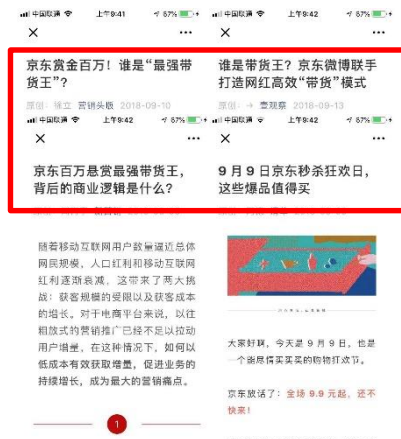 中国联通 上午9:41 67%
中国联通 上午9:42 67%
京东赏金百万！谁是“最强带
货王”？
营销头版 2018-09-10
谁是带货王？京东微博联手
打造网红高效“带货”模式
壹观察 2018-09-13
中国联通 上午9:42 67%
中国联通 上午9:42 67%
京东百万悬赏最强带货王，
背后的商业逻辑是什么？
9 月 9 日京东秒杀狂欢日，
这些爆品值得买
随着移动互联网用户数量逼近总体
网民规模，人口红利和移动互联网
红利逐渐衰减，这带来了两大挑
战：获客规模的受限以及获客成本
的增长。对于电商平台来说，以往
粗放式的营销推广已经不足以拉动
用户增量，在这种情况下，如何以
低成本有效获取增量，促进业务的
持续增长，成为最大的营销痛点。
1
大家好啊，今天是 9 月 9 日，也是
一个能尽情买买买的购物狂欢节。
京东放话了：全场 9.9 元起，还不
快来！